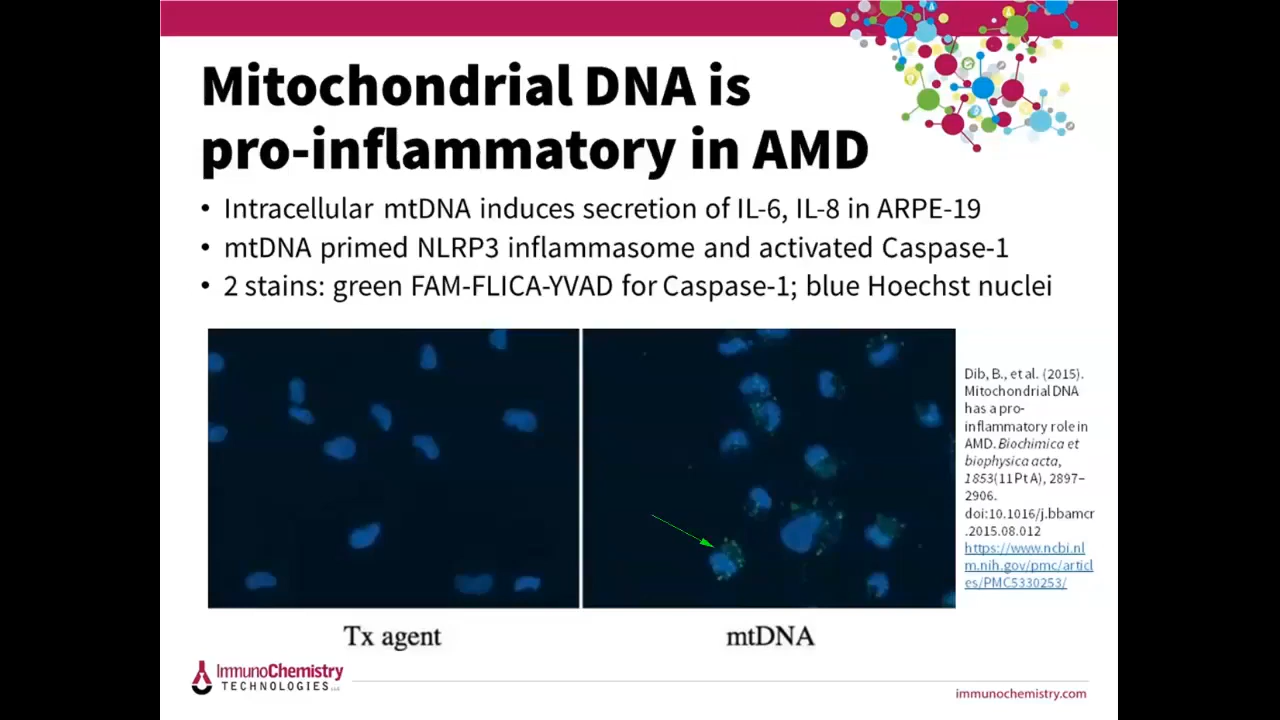 Mitochondrial DNA is
pro-inflammatory in AMD
• Intracellular mtDNA induces secretion of IL-6, IL-8 in ARPE-19
• mtDNA primed NLRP3 inflammasome and activated Caspase-1
• 2 stains: green FAM-FLICA-YVAD for Caspase-1; blue Hoechst nuclei
Dib, B., et al. (2015).
Mitochondrial DNA
has a pro-
inflammatory role in
AMD. Biochimica et
biophysica acta,
1853(11 Pt A), 2897–
2906.
doi:10.1016/j.bbamcr
.2015.08.012
https://www.ncbi.nl
m.nih.gov/pmc/articl
es/PMC5330253/
Tx agent
mtDNA
ImmunoChemistry
TECHNOLOGIES LLC
immunochemistry.com